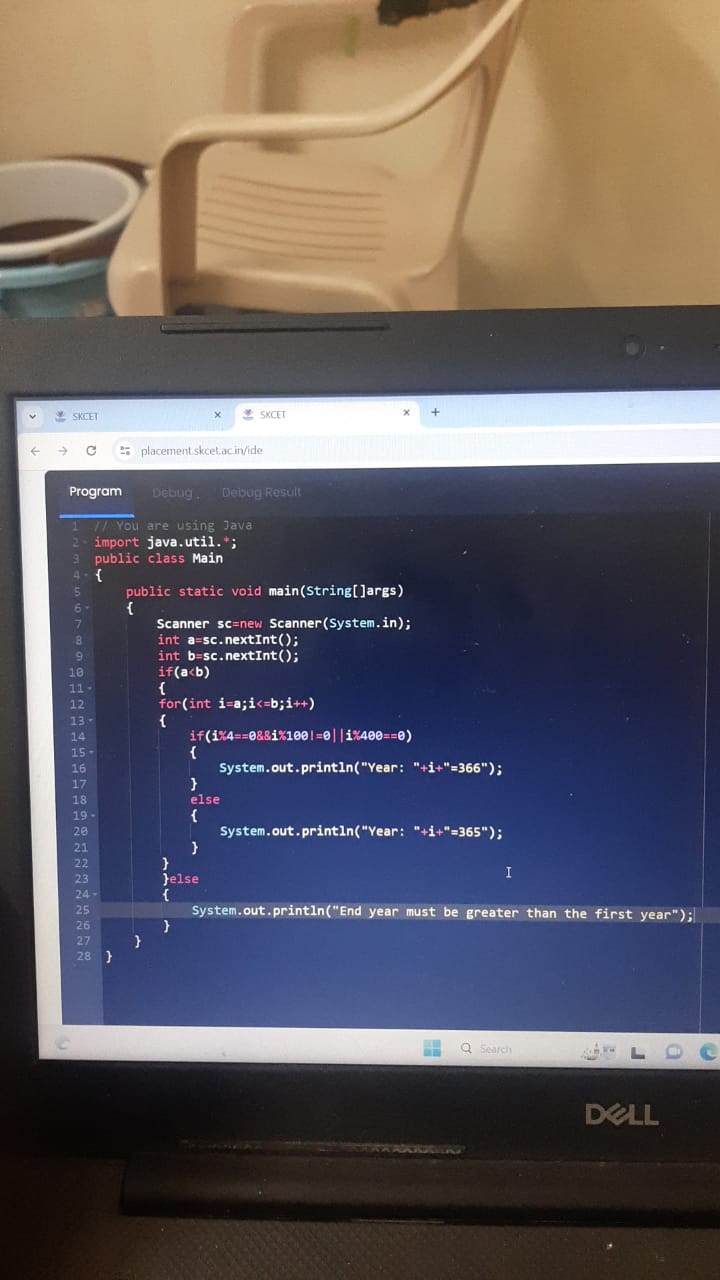 SKCET
SKCET
placement.skcet.ac.in/ide
Program Debug Debug Result
1 // You are using Java
2 import java.util.*;
3 public class Main
4 {
5 public static void main(String[]args)
6 {
7 Scanner sc=new Scanner(System.in);
8 int a=sc.nextInt();
9 int b=sc.nextInt();
10 if(a<b)
11 {
12 for(int i=a;i<=b;i++)
13 {
14 if(i%4==0&&i%100!=0||i%400==0)
15 {
16 System.out.println("Year: "+i+"=366");
17 }
18 else
19 {
20 System.out.println("Year: "+i+"=365");
21 }
22 }
23 }else
24 {
25 System.out.println("End year must be greater than the first year");
26 }
27 }
28 }
Search
DELL